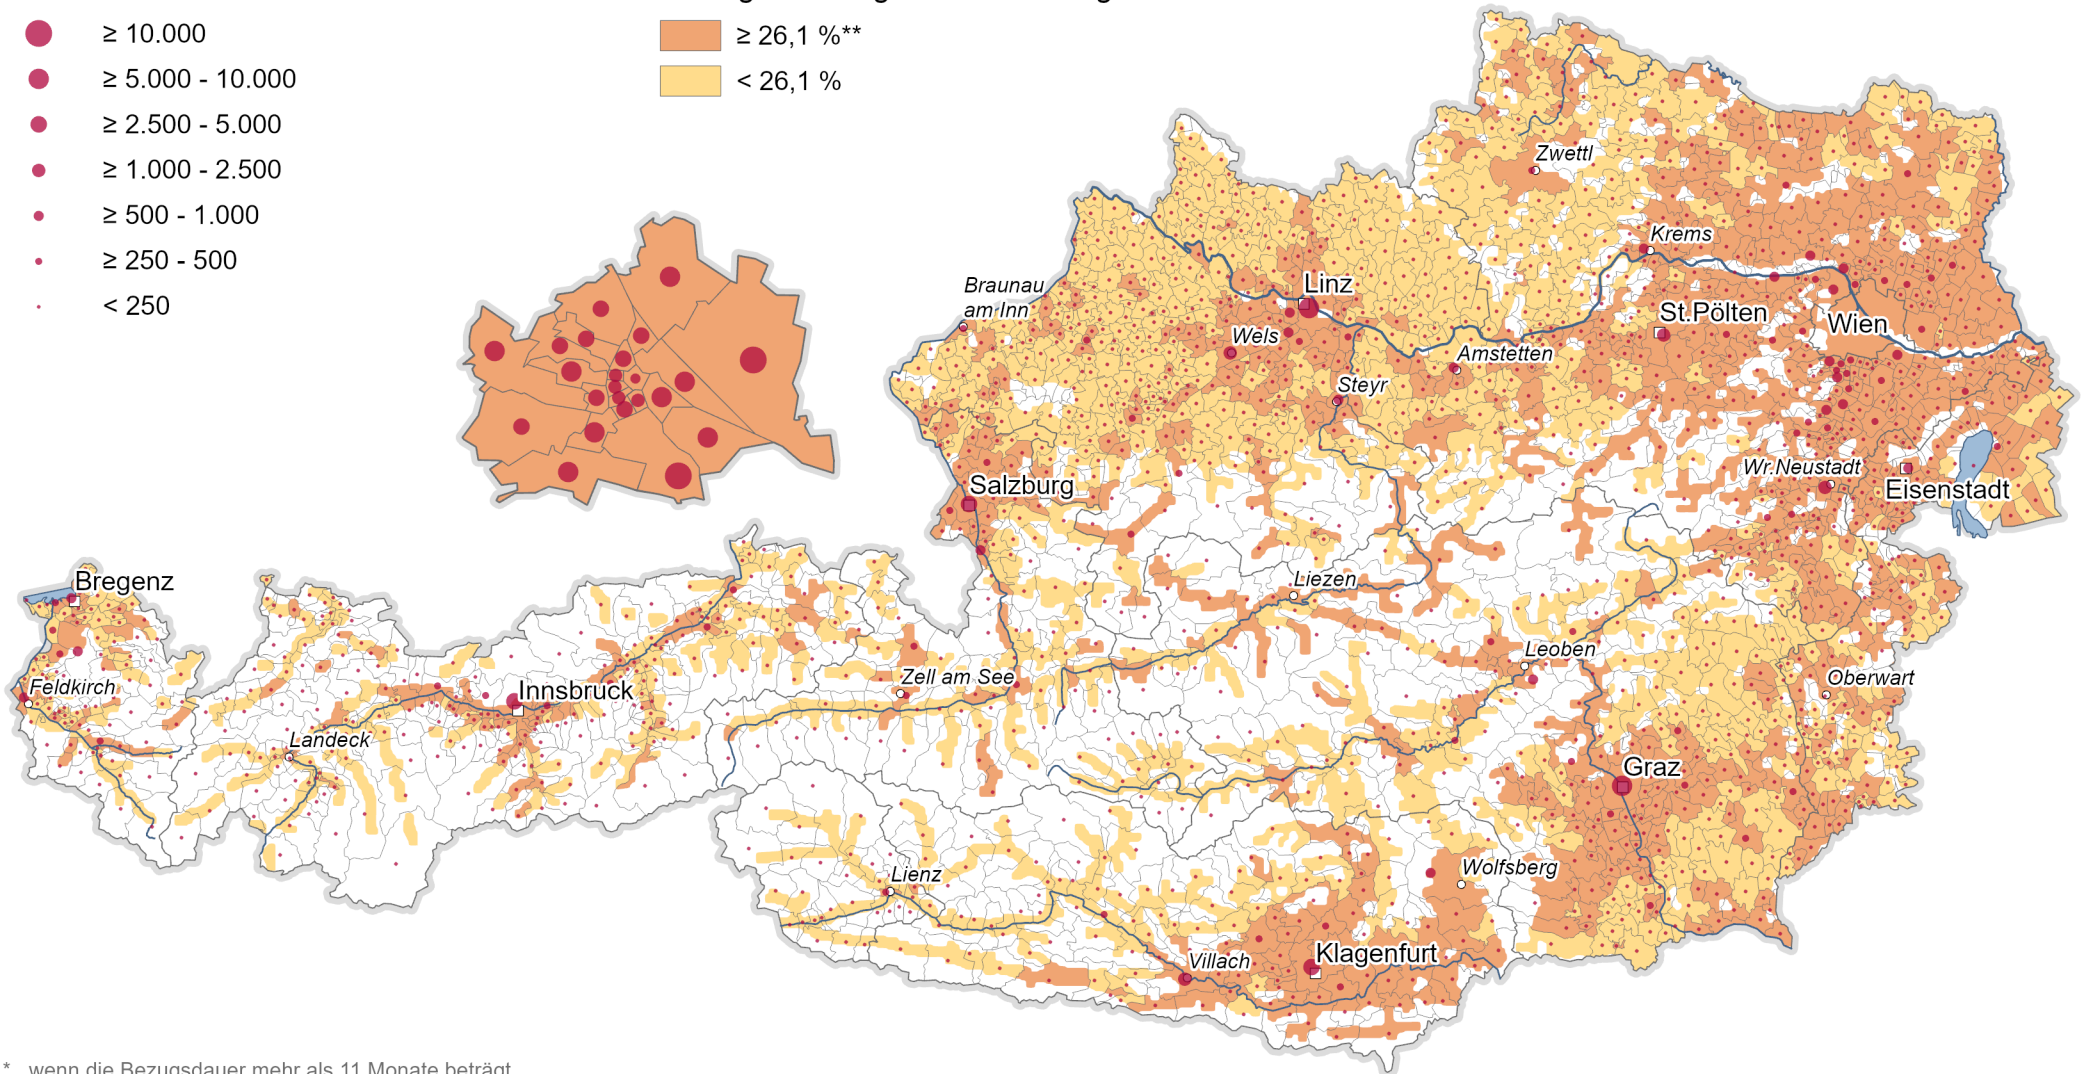 ≥ 10.000
≥ 5.000 - 10.000
≥ 2.500 - 5.000
≥ 1.000 - 2.500
≥ 500 - 1.000
≥ 250 - 500
< 250
≥ 26,1 %**
< 26,1 %
Zwettl
Krems
Braunau
am Inn
Linz
St.Pölten
Wien
Wels
Amstetten
Steyr
Wr.Neustadt
Salzburg
Eisenstadt
Bregenz
Liezen
Leoben
Feldkirch
Innsbruck
Zell am See
Oberwart
Landeck
Graz
Lienz
Wolfsberg
Villach
Klagenfurt
* wenn die Bezugsdauer mehr als 11 Monate beträgt